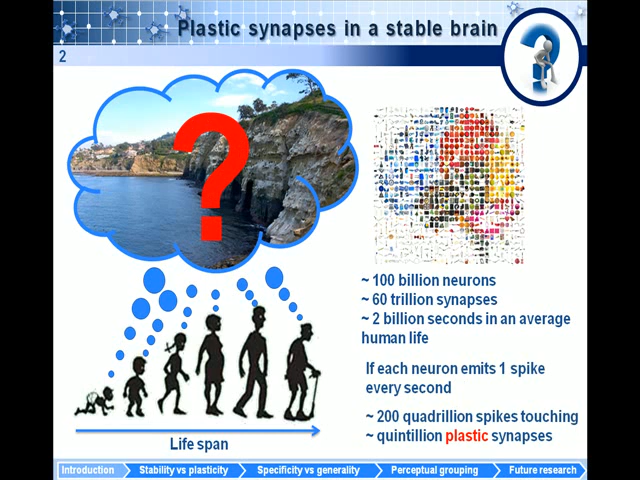 Plastic synapses in a stable brain
2
?
?
~ 100 billion neurons
~ 60 trillion synapses
~ 2 billion seconds in an average
human life
If each neuron emits 1 spike
every second
~ 200 quadrillion spikes touching
~ quintillion plastic synapses
Life span
Introduction
Stability vs plasticity
Specificity vs generality
Perceptual grouping
Future research